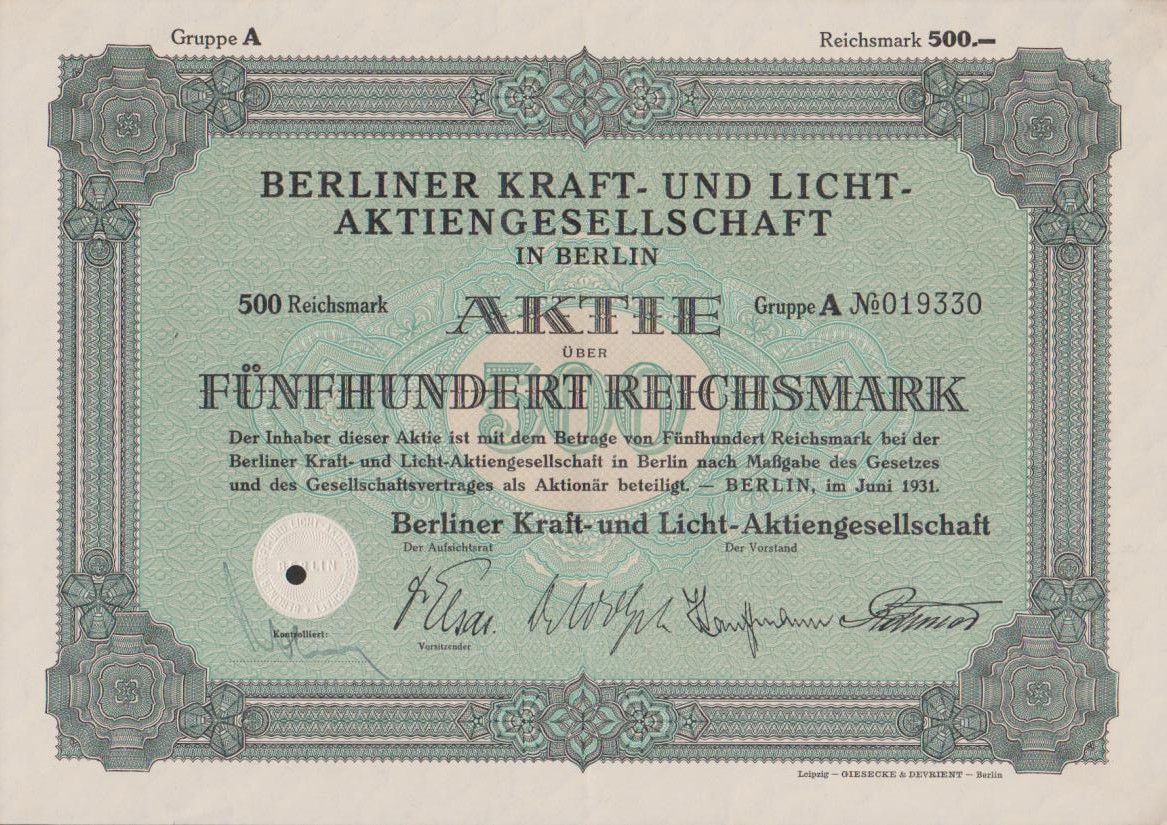 Gruppe A
Reichsmark 500.—
BERLINER KRAFT- UND LICHT-
AKTIENGESELLSCHAFT
IN BERLIN
500 Reichsmark
AKTIE
Gruppe A № 019330
ÜBER
500
FÜNFHUNDERT REICHSMARK
Der Inhaber dieser Aktie ist mit dem Betrage von Fünfhundert Reichsmark bei der
Berliner Kraft- und Licht-Aktiengesellschaft in Berlin nach Maßgabe des Gesetzes
und des Gesellschaftsvertrages als Aktionär beteiligt. — BERLIN, im Juni 1931.
Berliner Kraft- und Licht-Aktiengesellschaft
Der Aufsichtsrat
Der Vorstand
BERLIN
Kontrolliert:
Vorsitzender
Leipzig — GIESECKE & DEVRIENT — Berlin